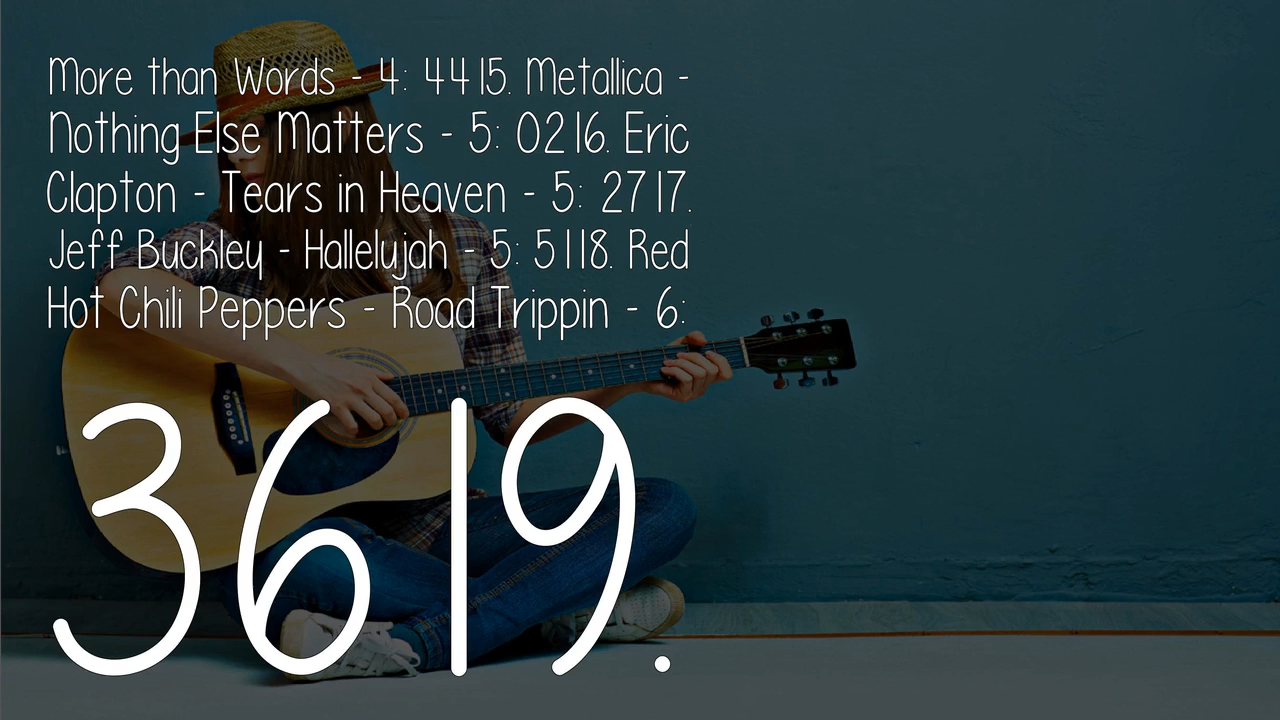 More than Words - 4: 4415. Metallica -
Nothing Else Matters - 5: 0216. Eric
Clapton - Tears in Heaven - 5: 2717.
Jeff Buckley - Hallelujah - 5: 5118. Red
Hot Chili Peppers - Road Trippin - 6:
3619.